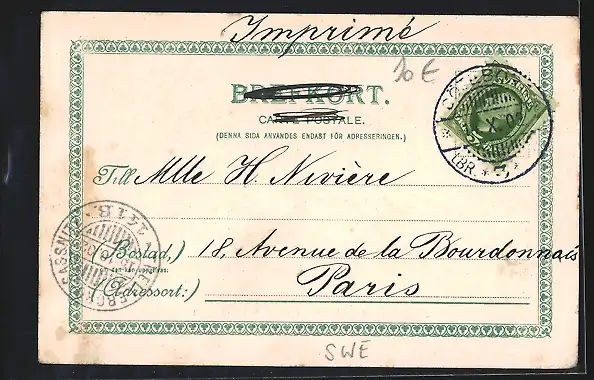 Imprimé
10 €
BREFKORT.
CARTE POSTALE.
(DENNA SIDA ANVÄNDES ENDAST FÖR ADRESSERINGEN.)
Till Mlle H. Nivière
(Bostad,) 18, Avenue de la Bourdonnais
(Adressort:) Paris
SWE